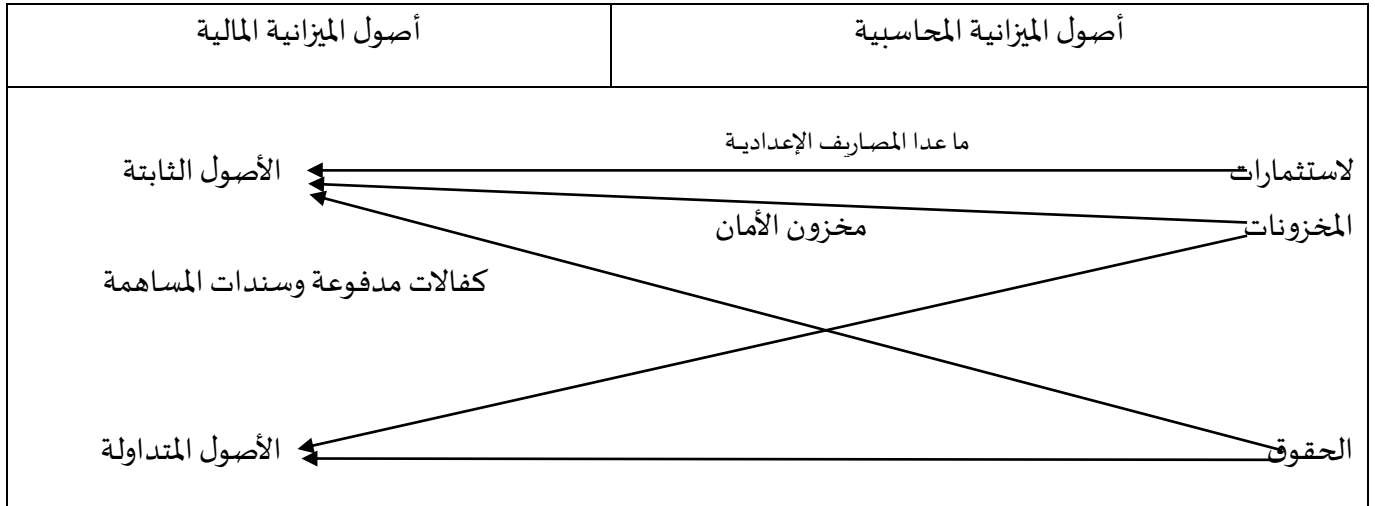 أصول الميزانية المحاسبية
أصول الميزانية المالية
ما عدا المصاريف الإعدادية
لاستثمارات
الأصول الثابتة
المخزونات
مخزون الأمان
كفالات مدفوعة وسندات المساهمة
الحقوق
الأصول المتداولة